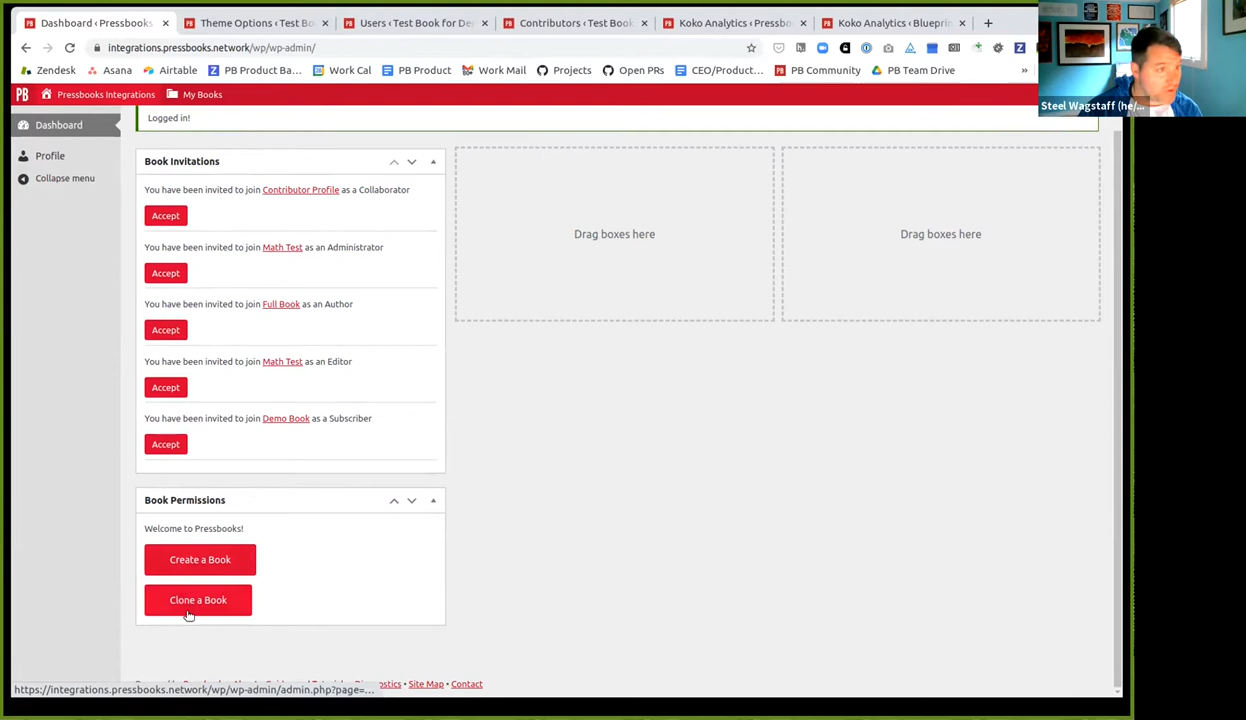 Dashboard ‹ Pressbooks
Theme Options ‹ Test Bo
Users ‹ Test Book for De
Contributors ‹ Test Book
Koko Analytics ‹ Pressbo
Koko Analytics ‹ Blueprin
integrations.pressbooks.network/wp/wp-admin/
Zendesk
Asana
Airtable
PB Product Ba...
Work Cal
PB Product
Work Mail
Projects
Open PRs
CEO/Product...
PB Community
PB Team Drive
»
Steel Wagstaff (he/...
PB
Pressbooks Integrations
My Books
Dashboard
Profile
Collapse menu
Logged in!
Book Invitations
You have been invited to join Contributor Profile as a Collaborator
Accept
You have been invited to join Math Test as an Administrator
Accept
You have been invited to join Full Book as an Author
Accept
You have been invited to join Math Test as an Editor
Accept
You have been invited to join Demo Book as a Subscriber
Accept
Drag boxes here
Drag boxes here
Book Permissions
Welcome to Pressbooks!
Create a Book
Clone a Book
• Site Map • Contact
https://integrations.pressbooks.network/wp/wp-admin/admin.php?page=...